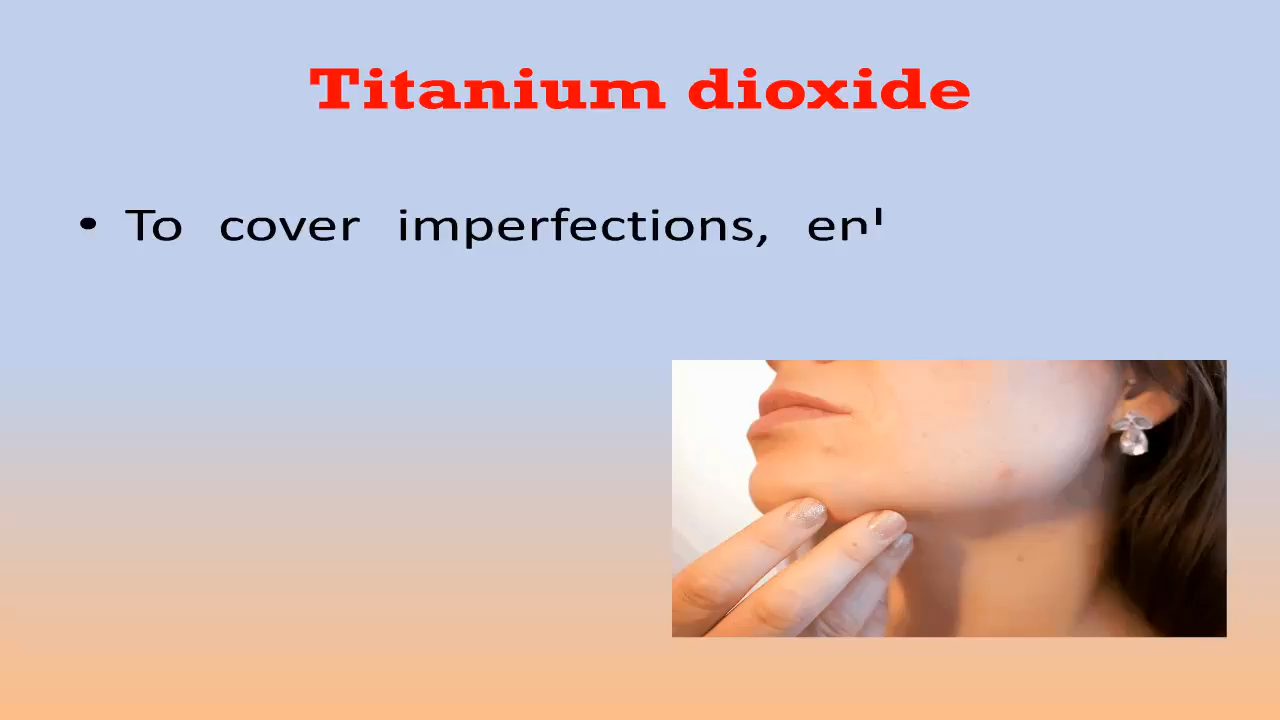 Titanium dioxide
• To cover imperfections,